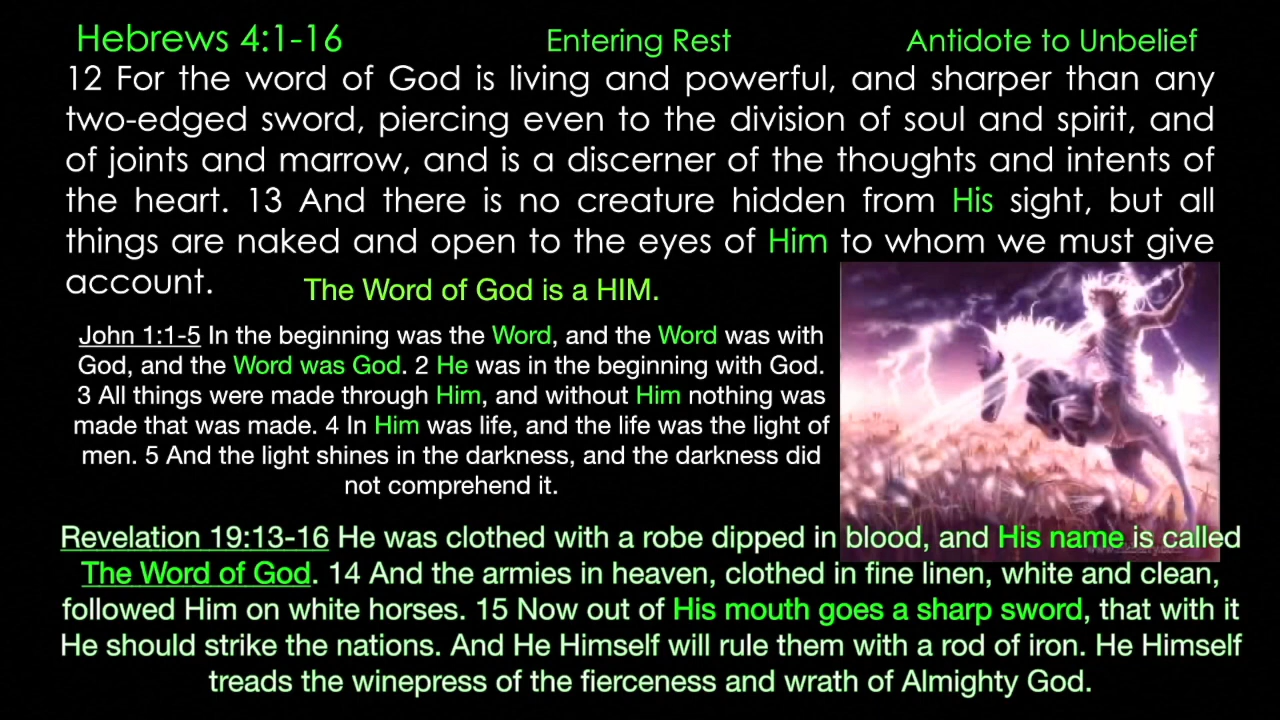 Hebrews 4:1-16 Entering Rest Antidote to Unbelief
12 For the word of God is living and powerful, and sharper than any
two-edged sword, piercing even to the division of soul and spirit, and
of joints and marrow, and is a discerner of the thoughts and intents of
the heart. 13 And there is no creature hidden from His sight, but all
things are naked and open to the eyes of Him to whom we must give
account.
The Word of God is a HIM.
John 1:1-5 In the beginning was the Word, and the Word was with
God, and the Word was God. 2 He was in the beginning with God.
3 All things were made through Him, and without Him nothing was
made that was made. 4 In Him was life, and the life was the light of
men. 5 And the light shines in the darkness, and the darkness did
not comprehend it.
Revelation 19:13-16 He was clothed with a robe dipped in blood, and His name is called
The Word of God. 14 And the armies in heaven, clothed in fine linen, white and clean,
followed Him on white horses. 15 Now out of His mouth goes a sharp sword, that with it
He should strike the nations. And He Himself will rule them with a rod of iron. He Himself
treads the winepress of the fierceness and wrath of Almighty God.